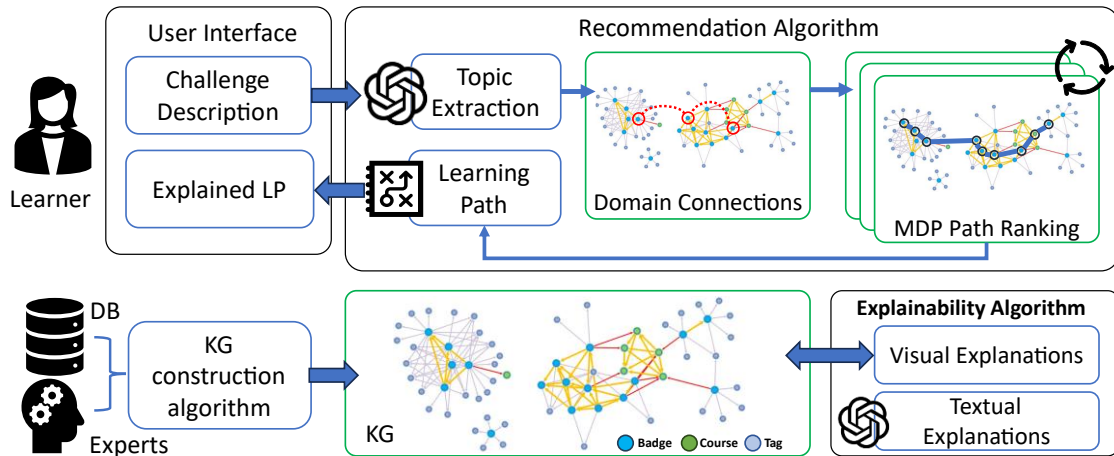 User Interface
Challenge
Description
Explained LP
Learner
Recommendation Algorithm
Topic
Extraction
Learning
Path
Domain Connections
MDP Path Ranking
DB
Experts
KG
construction
algorithm
KG
Badge
Course
Tag
Explainability Algorithm
Visual Explanations
Textual
Explanations